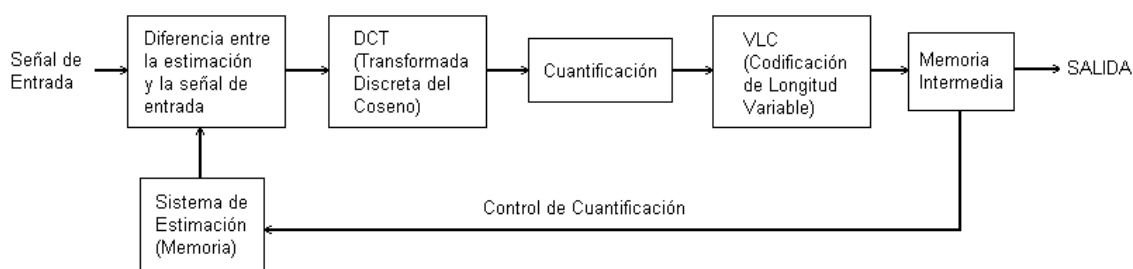 Señal de
Entrada
Diferencia entre
la estimación
y la señal de
entrada
DCT
(Transformada
Discreta del
Coseno)
Cuantificación
VLC
(Codificación
de Longitud
Variable)
Memoria
Intermedia
SALIDA
Sistema de
Estimación
(Memoria)
Control de Cuantificación